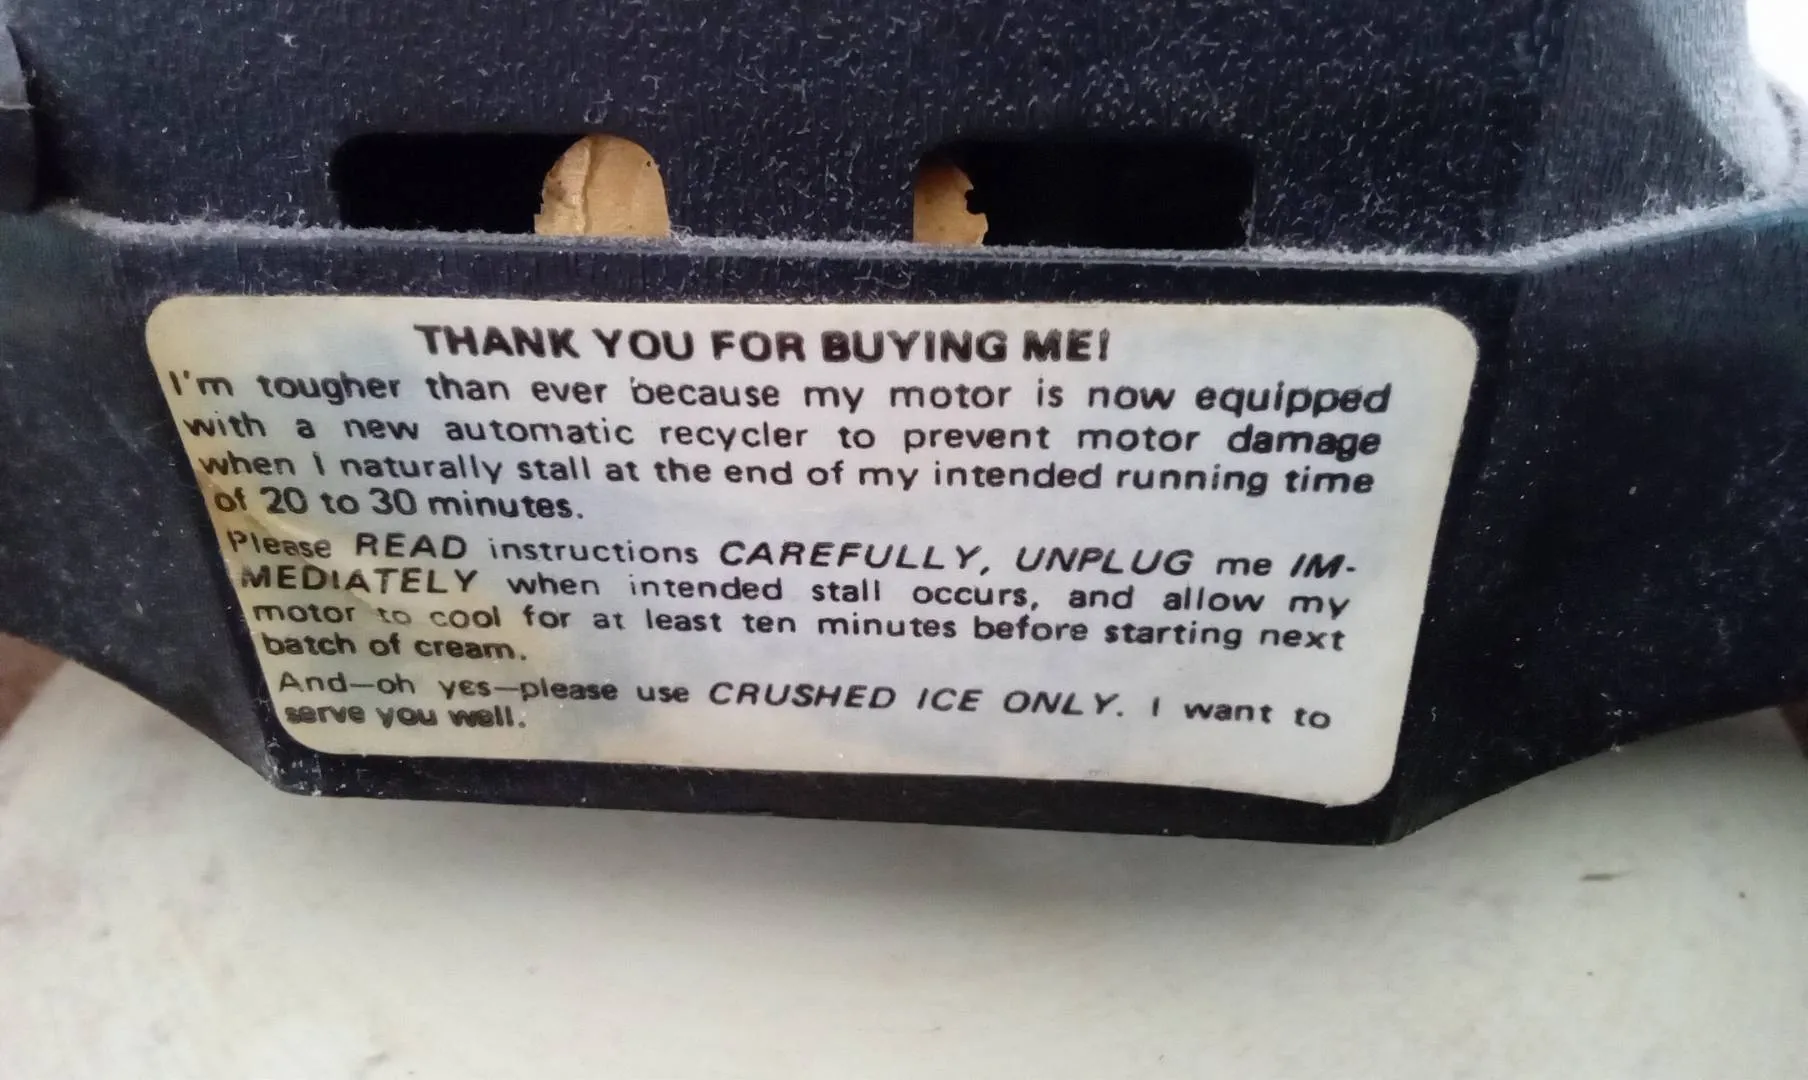 THANK YOU FOR BUYING ME!
I'm tougher than ever because my motor is now equipped
with a new automatic recycler to prevent motor damage
when I naturally stall at the end of my intended running time
of 20 to 30 minutes.
Please READ instructions CAREFULLY, UNPLUG me IM-
MEDIATELY when intended stall occurs, and allow my
motor to cool for at least ten minutes before starting next
batch of cream.
And—oh yes—please use CRUSHED ICE ONLY. I want to
serve you well.